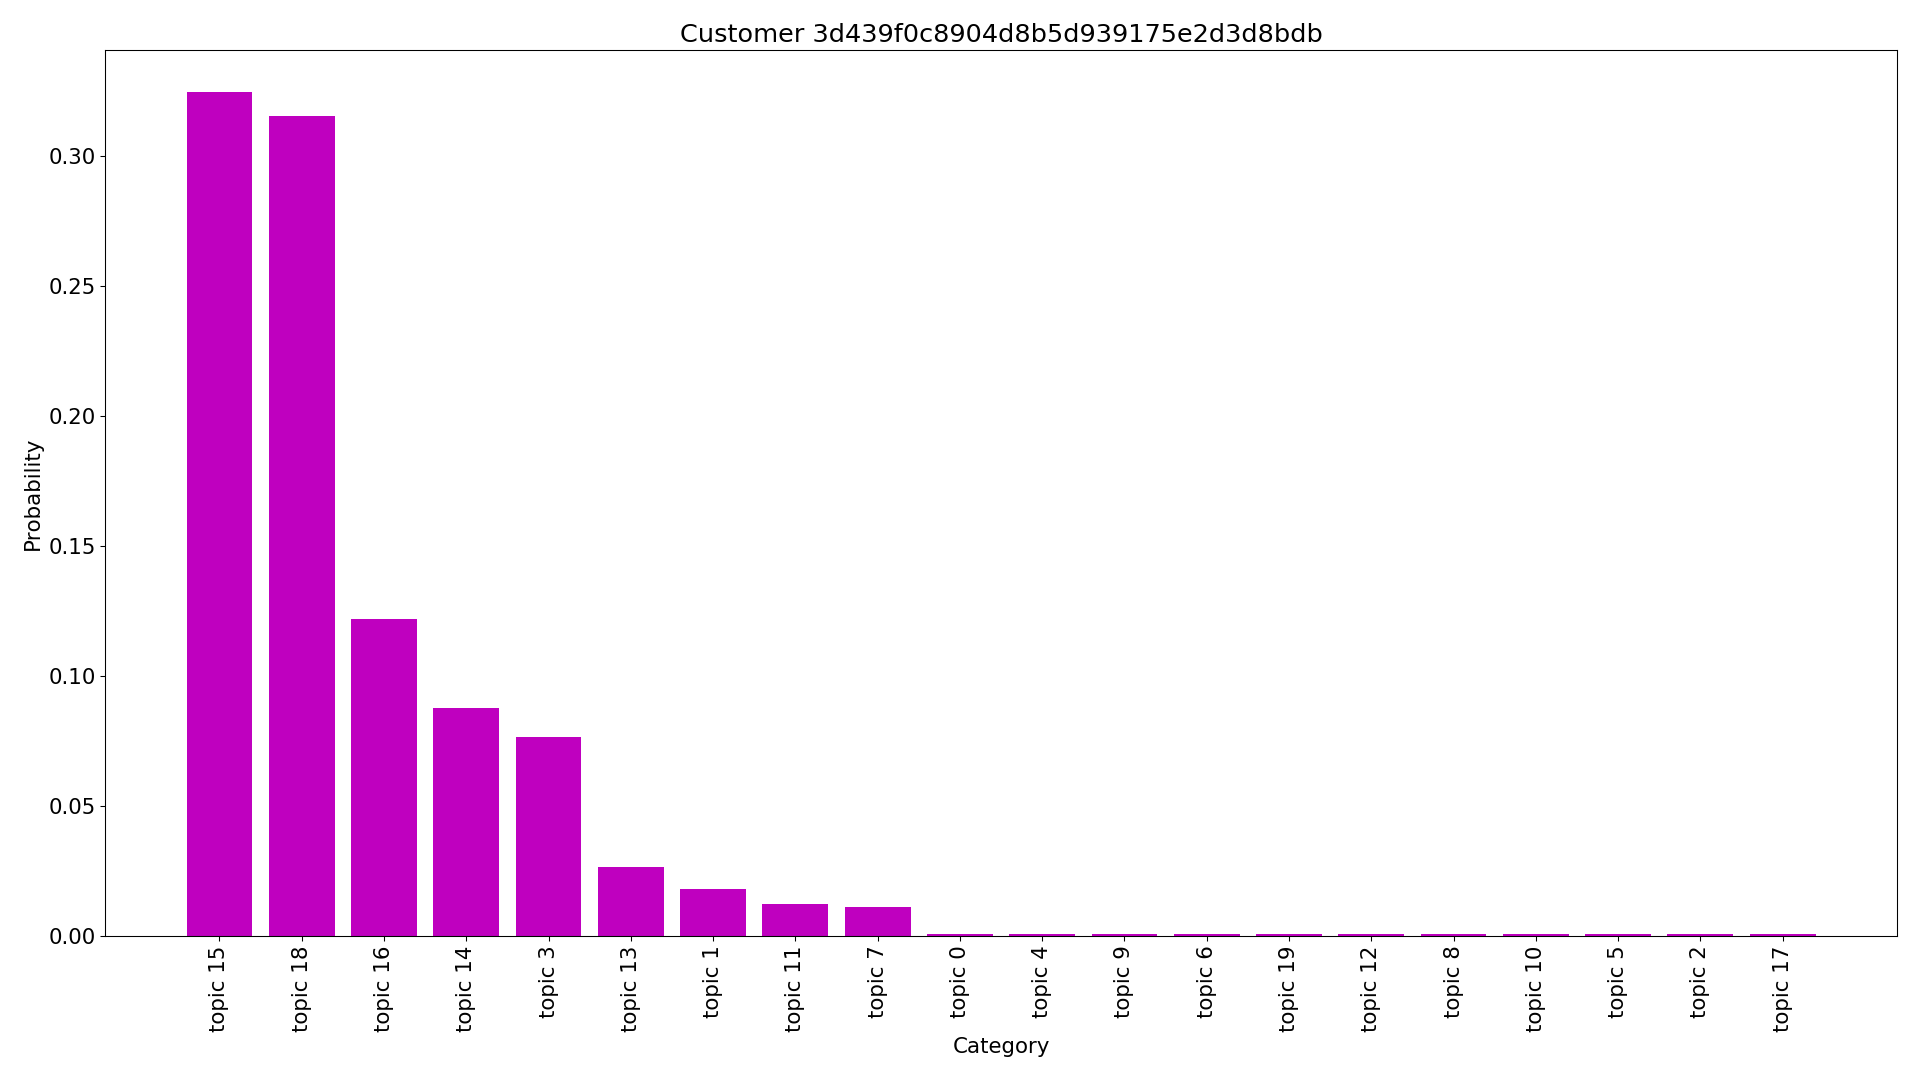 Customer 3d439f0c8904d8b5d939175e2d3d8bdb
Probability
0.30
0.25
0.20
0.15
0.10
0.05
0.00
topic 15
topic 18
topic 16
topic 14
topic 3
topic 13
topic 1
topic 11
topic 7
topic 0
topic 4
topic 9
topic 6
topic 19
topic 12
topic 8
topic 10
topic 5
topic 2
topic 17
Category